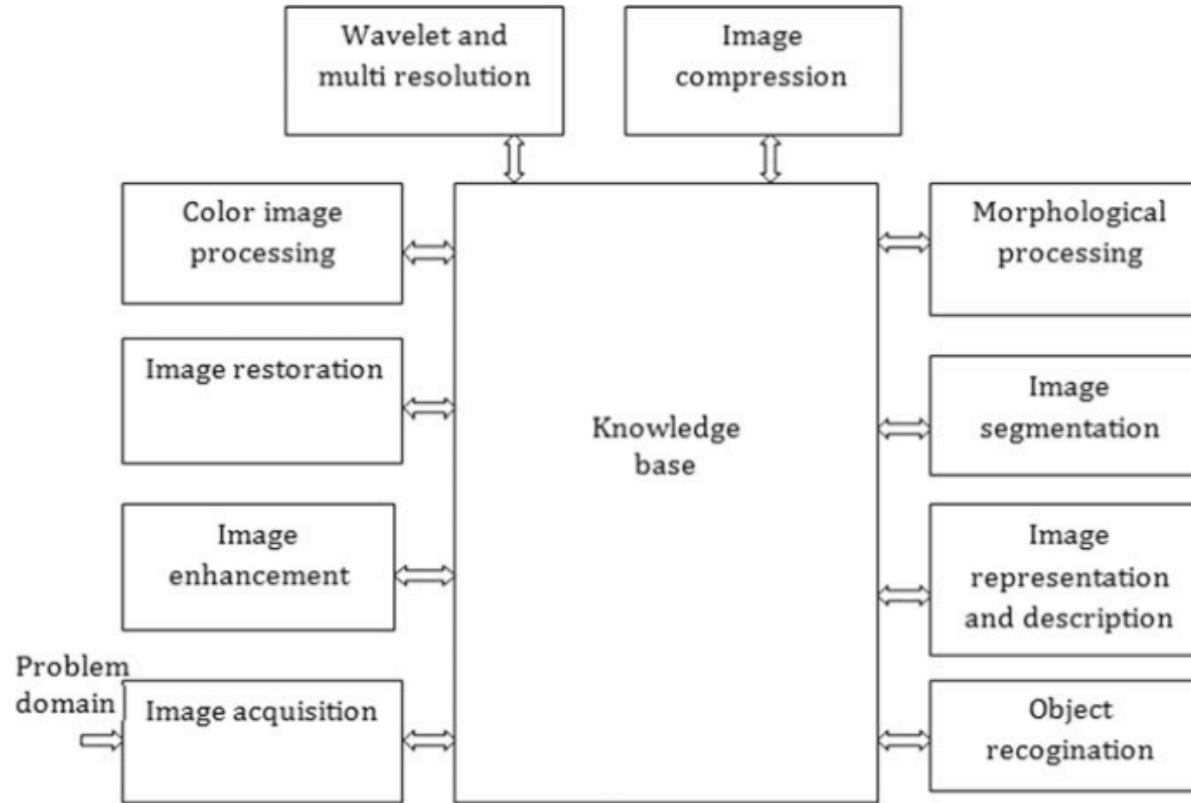 Wavelet and
multi resolution
Image
compression
Color image
processing
Morphological
processing
Image restoration
Image
segmentation
Knowledge
base
Image
enhancement
Image
representation
and description
Problem
domain
Image acquisition
Object
recogination